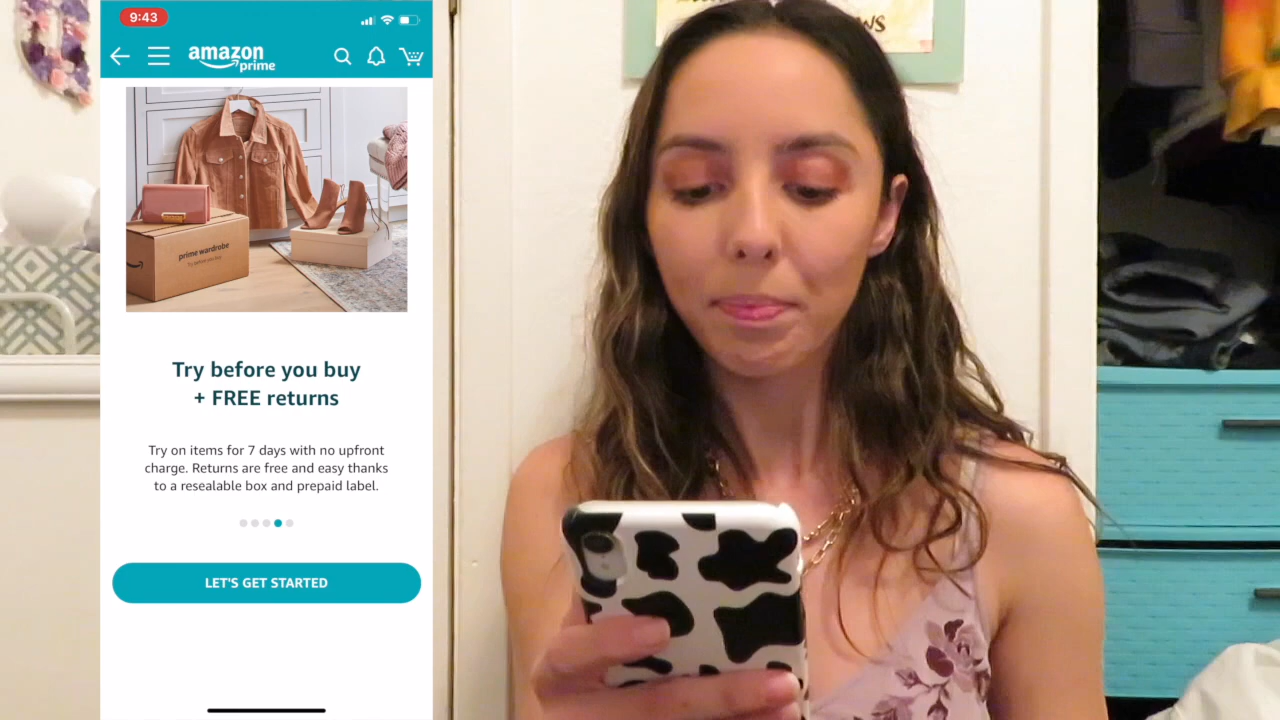 9:43
amazon
prime
prime wardrobe
Try before you buy
+ FREE returns
Try on items for 7 days with no upfront
charge. Returns are free and easy thanks
to a resealable box and prepaid label.
LET'S GET STARTED